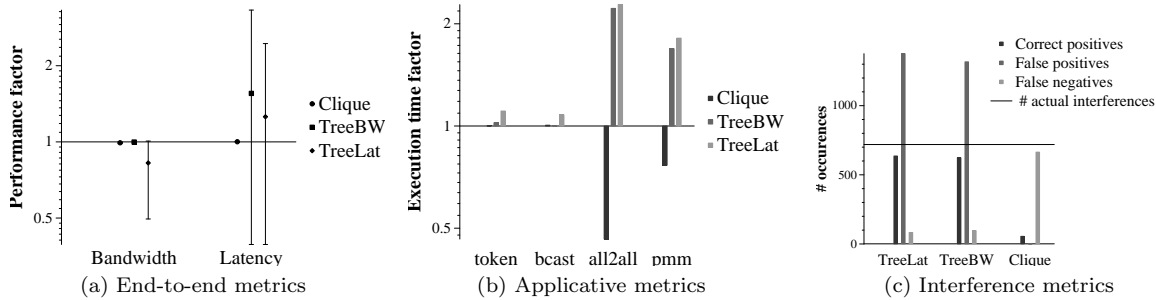 Performance factor
2
1
0.5
Bandwidth Latency
Clique
TreeBW
TreeLat
(a) End-to-end metrics
Execution time factor
2
1
0.5
token bcast all2all pmm
Clique
TreeBW
TreeLat
(b) Applicative metrics
# occurences
1000
500
0
TreeLat TreeBW Clique
Correct positives
False positives
False negatives
# actual interferences
(c) Interference metrics